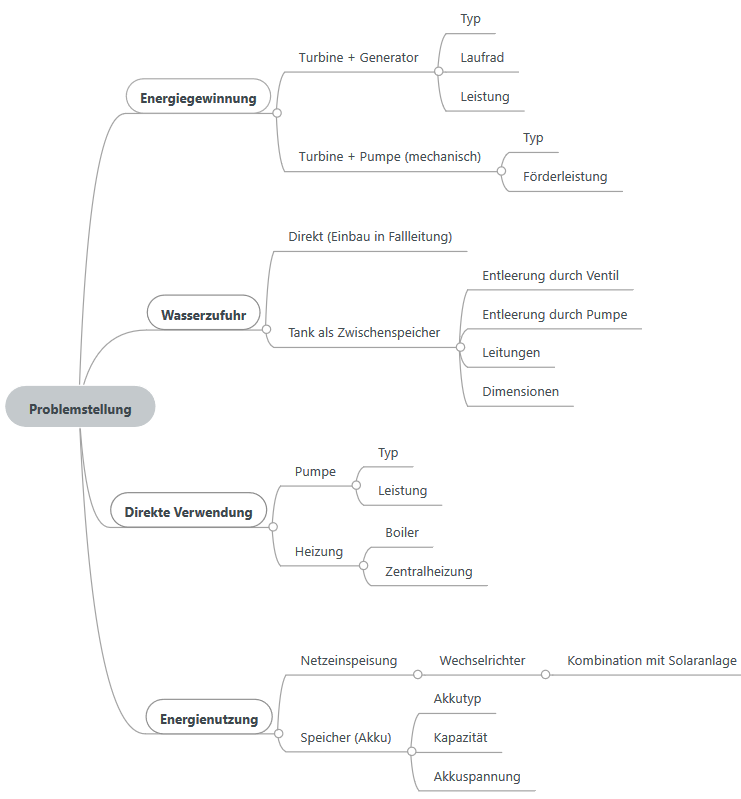 Problemstellung
Energiegewinnung
Turbine + Generator
Typ
Laufrad
Leistung
Turbine + Pumpe (mechanisch)
Typ
Förderleistung
Wasserzufuhr
Direkt (Einbau in Fallleitung)
Tank als Zwischenspeicher
Entleerung durch Ventil
Entleerung durch Pumpe
Leitungen
Dimensionen
Direkte Verwendung
Pumpe
Typ
Leistung
Heizung
Boiler
Zentralheizung
Energienutzung
Netzeinspeisung
Wechselrichter
Kombination mit Solaranlage
Speicher (Akku)
Akkutyp
Kapazität
Akkuspannung